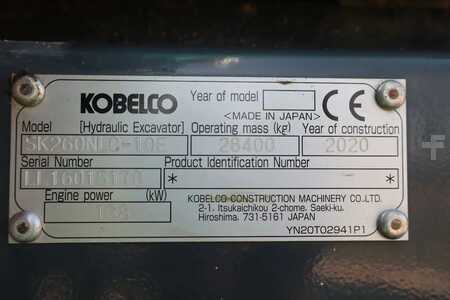 KOBELCO
Year of model
<MADE IN JAPAN>
CE
Model [Hydraulic Excavator]
Operating mass (kg)
Year of construction
26400
2020
Serial Number
Product Identification Number
* *
Engine power (kW)
KOBELCO CONSTRUCTION MACHINERY CO.,LTD.
2-1, Itsukaichikou 2-chome, Saeki-ku,
Hiroshima, 731-5161 JAPAN
YN20T02941P1